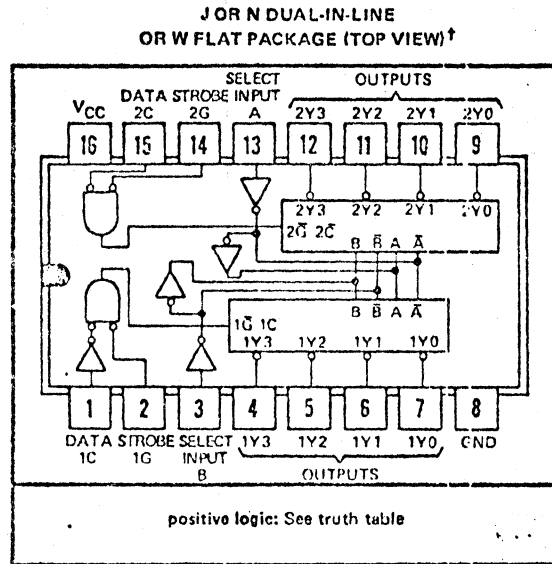 J OR N DUAL-IN-LINE
OR W FLAT PACKAGE (TOP VIEW)†
SELECT OUTPUTS
DATA STROBE INPUT
VCC 2C 2G A 2Y3 2Y2 2Y1 2Y0
16 15 14 13 12 11 10 9
2Y3 2Y2 2Y1 2Y0
2G̅ 2C̅
B B̅ A A̅
B B̅ A A̅
1G̅ 1C
1Y3 1Y2 1Y1 1Y0
1 2 3 4 5 6 7 8
DATA STROBE SELECT 1Y3 1Y2 1Y1 1Y0 GND
1C 1G INPUT
B OUTPUTS
positive logic: See truth table